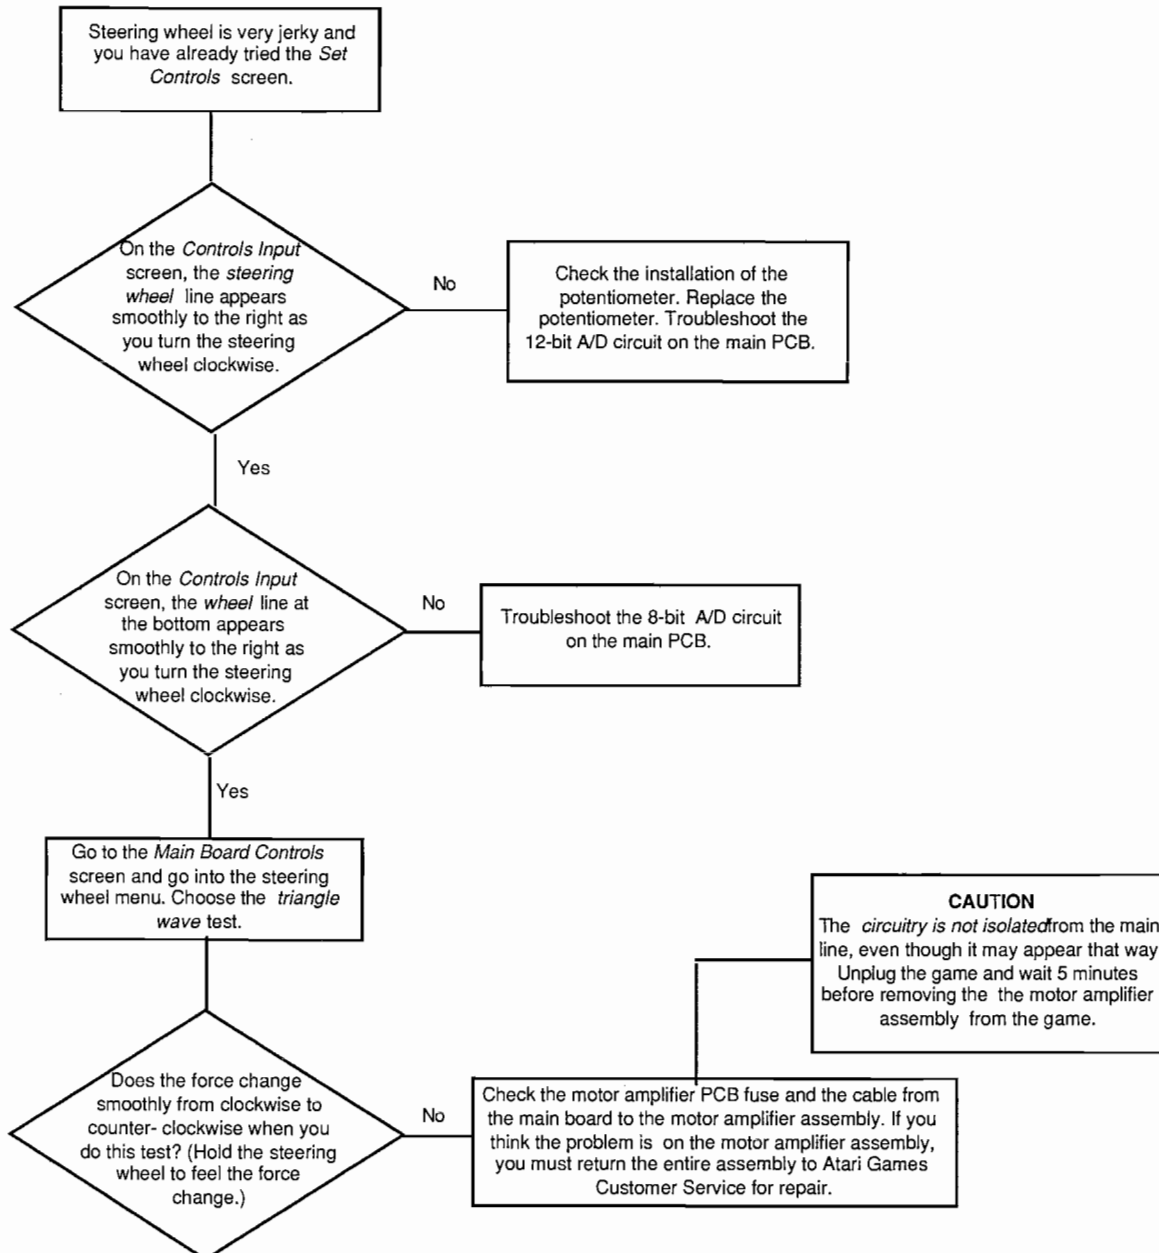 Steering wheel is very jerky and
you have already tried the Set
Controls screen.
On the Controls Input
screen, the steering
wheel line appears
smoothly to the right as
you turn the steering
wheel clockwise.
No
Check the installation of the
potentiometer. Replace the
potentiometer. Troubleshoot the
12-bit A/D circuit on the main PCB.
Yes
On the Controls Input
screen, the wheel line at
the bottom appears
smoothly to the right as
you turn the steering
wheel clockwise.
No
Troubleshoot the 8-bit A/D circuit
on the main PCB.
Yes
Go to the Main Board Controls
screen and go into the steering
wheel menu. Choose the triangle
wave test.
CAUTION
The circuitry is not isolated from the main
line, even though it may appear that way
Unplug the game and wait 5 minutes
before removing the the motor amplifier
assembly from the game.
Does the force change
smoothly from clockwise to
counter- clockwise when you
do this test? (Hold the steering
wheel to feel the force
change.)
No
Check the motor amplifier PCB fuse and the cable from
the main board to the motor amplifier assembly. If you
think the problem is on the motor amplifier assembly,
you must return the entire assembly to Atari Games
Customer Service for repair.